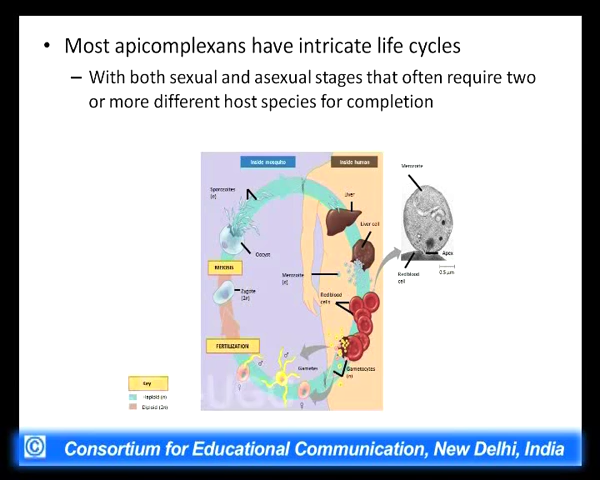 • Most apicomplexans have intricate life cycles
– With both sexual and asexual stages that often require two
or more different host species for completion
Inside mosquito
Inside human
Merozoite
Sporozoites
(n)
Liver
Liver cell
Oocyst
Apex
MEIOSIS
Merozoite
(n)
Red blood
cell
0.5 µm
Zygote
(2n)
Red blood
cells
FERTILIZATION
♂
Gametes
Gametocytes
(n)
♀
♂
♀
Key
Haploid (n)
Diploid (2n)
UGC
© Consortium for Educational Communication, New Delhi, India